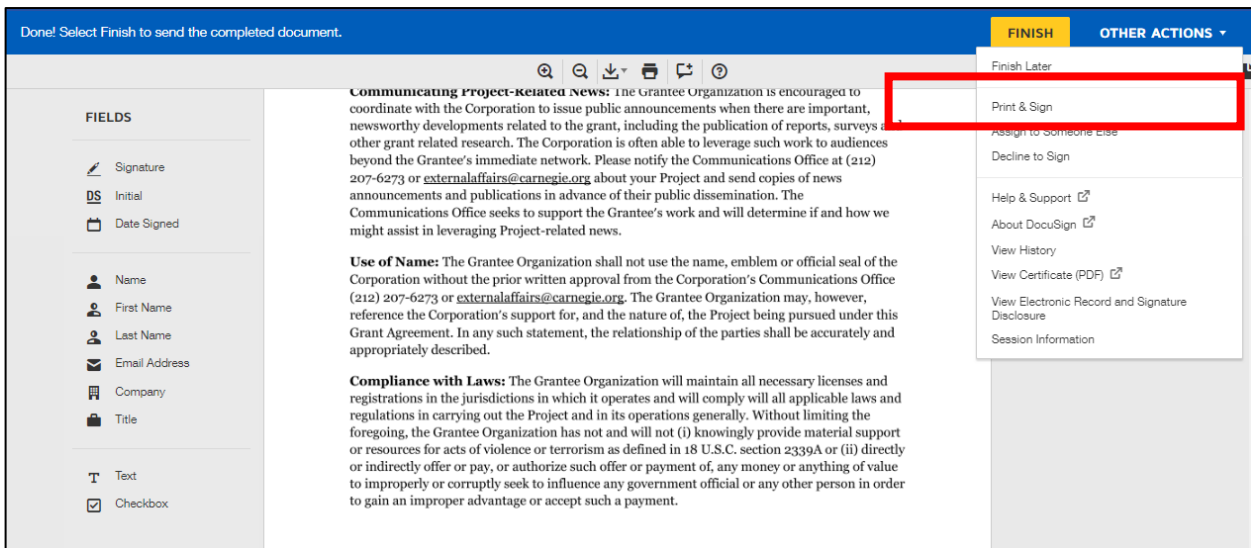 Done! Select Finish to send the completed document.
FINISH
OTHER ACTIONS
FIELDS
Signature
DS Initial
Date Signed
Name
First Name
Last Name
Email Address
Company
Title
T Text
Checkbox
Communicating Project-Related News: The Grantee Organization is encouraged to
coordinate with the Corporation to issue public announcements when there are important,
newsworthy developments related to the grant, including the publication of reports, surveys and
other grant related research. The Corporation is often able to leverage such work to audiences
beyond the Grantee's immediate network. Please notify the Communications Office at (212)
207-6273 or externalaffairs@carnegie.org about your Project and send copies of news
announcements and publications in advance of their public dissemination. The
Communications Office seeks to support the Grantee's work and will determine if and how we
might assist in leveraging Project-related news.
Use of Name: The Grantee Organization shall not use the name, emblem or official seal of the
Corporation without the prior written approval from the Corporation's Communications Office
(212) 207-6273 or externalaffairs@carnegie.org. The Grantee Organization may, however,
reference the Corporation's support for, and the nature of, the Project being pursued under this
Grant Agreement. In any such statement, the relationship of the parties shall be accurately and
appropriately described.
Compliance with Laws: The Grantee Organization will maintain all necessary licenses and
registrations in the jurisdictions in which it operates and will comply will all applicable laws and
regulations in carrying out the Project and in its operations generally. Without limiting the
foregoing, the Grantee Organization has not and will not (i) knowingly provide material support
or resources for acts of violence or terrorism as defined in 18 U.S.C. section 2339A or (ii) directly
or indirectly offer or pay, or authorize such offer or payment of, any money or anything of value
to improperly or corruptly seek to influence any government official or any other person in order
to gain an improper advantage or accept such a payment.
Finish Later
Print & Sign
Assign to Someone Else
Decline to Sign
Help & Support
About DocuSign
View History
View Certificate (PDF)
View Electronic Record and Signature
Disclosure
Session Information